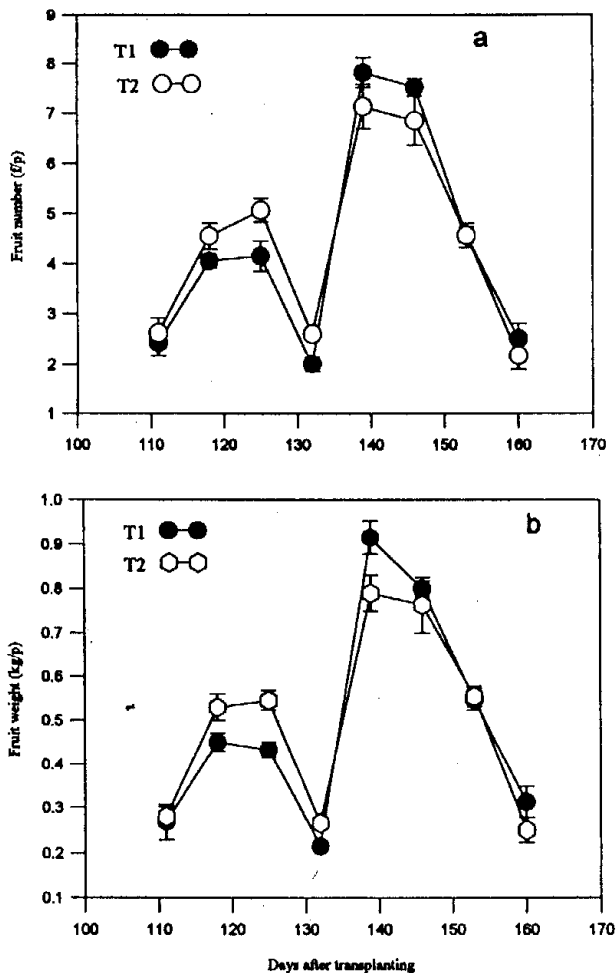 9
8
7
6
5
4
3
2
1
Fruit number (f/p)
T1
T2
a
100 110 120 130 140 150 160 170
1.0
0.9
0.8
0.7
0.6
0.5
0.4
0.3
0.2
0.1
Fruit weight (kg/p)
T1
T2
b
100 110 120 130 140 150 160 170
Days after transplanting